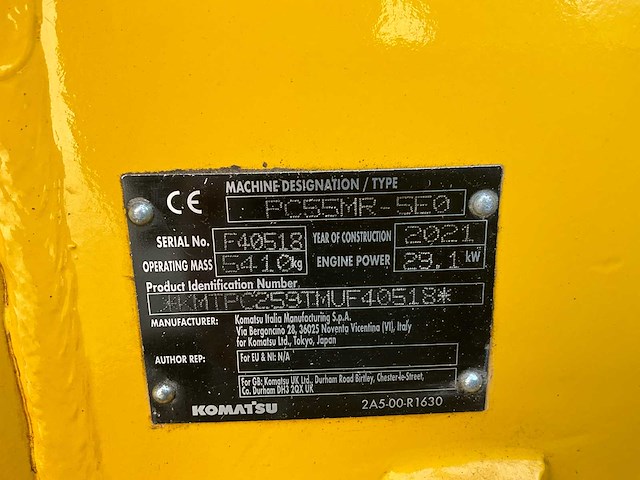 CE MACHINE DESIGNATION / TYPE
PC55MR-5E0
SERIAL No. F40518 YEAR OF CONSTRUCTION 2021
OPERATING MASS 5410kg ENGINE POWER 29.1 kW
Product Identification Number
*KMTPC259TMUF40518*
MANUFACTURER: Komatsu Italia Manufacturing S.p.A.
Via Bergoncino 28, 36025 Noventa Vicentina (VI), Italy
for Komatsu Ltd., Tokyo, Japan
AUTHOR REP: For EU & NI: N/A
For GB: Komatsu UK Ltd., Durham Road Birtley, Chester-le-Street,
Co. Durham DH3 2QX UK
KOMATSU 2A5-00-R1630